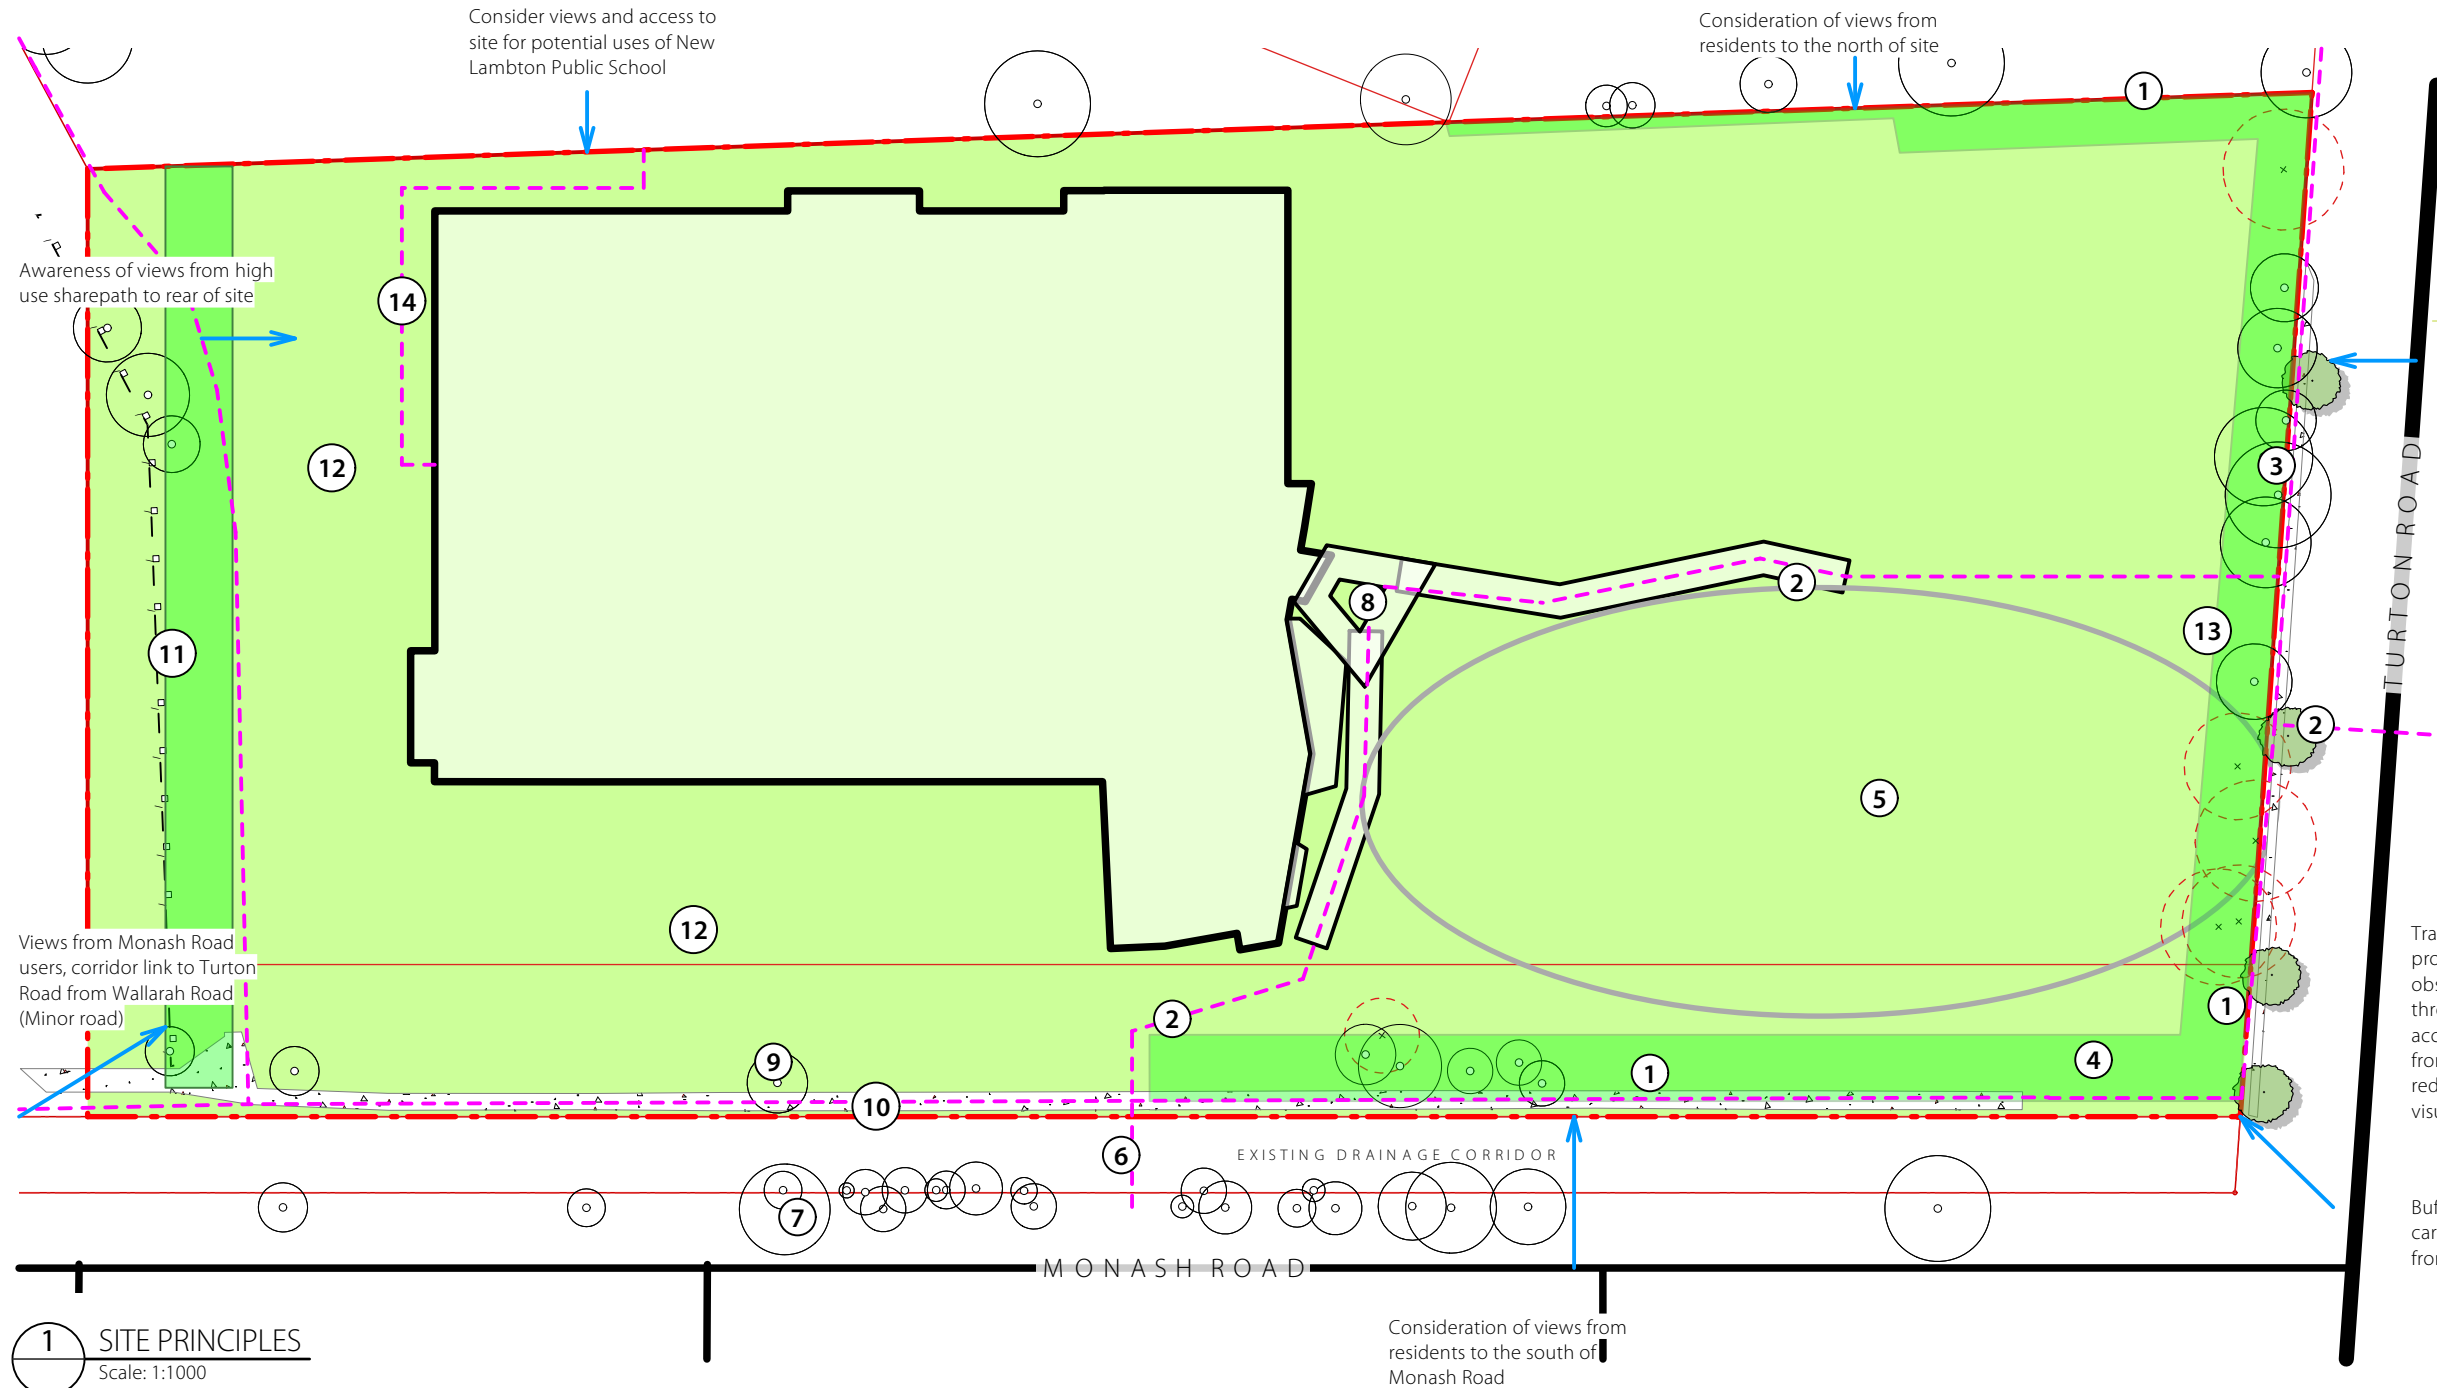 Consider views and access to
site for potential uses of New
Lambton Public School
Consideration of views from
residents to the north of site
1
Awareness of views from high
use sharepath to rear of site
14
12
3
TURTON ROAD
11
8
2
13
2
5
12
Views from Monash Road
users, corridor link to Turton
Road from Wallarah Road
(Minor road)
2
1
9
1
4
10
6
EXISTING DRAINAGE CORRIDOR
7
MONASH ROAD
1
SITE PRINCIPLES
Scale: 1:1000
Consideration of views from
residents to the south of
Monash Road